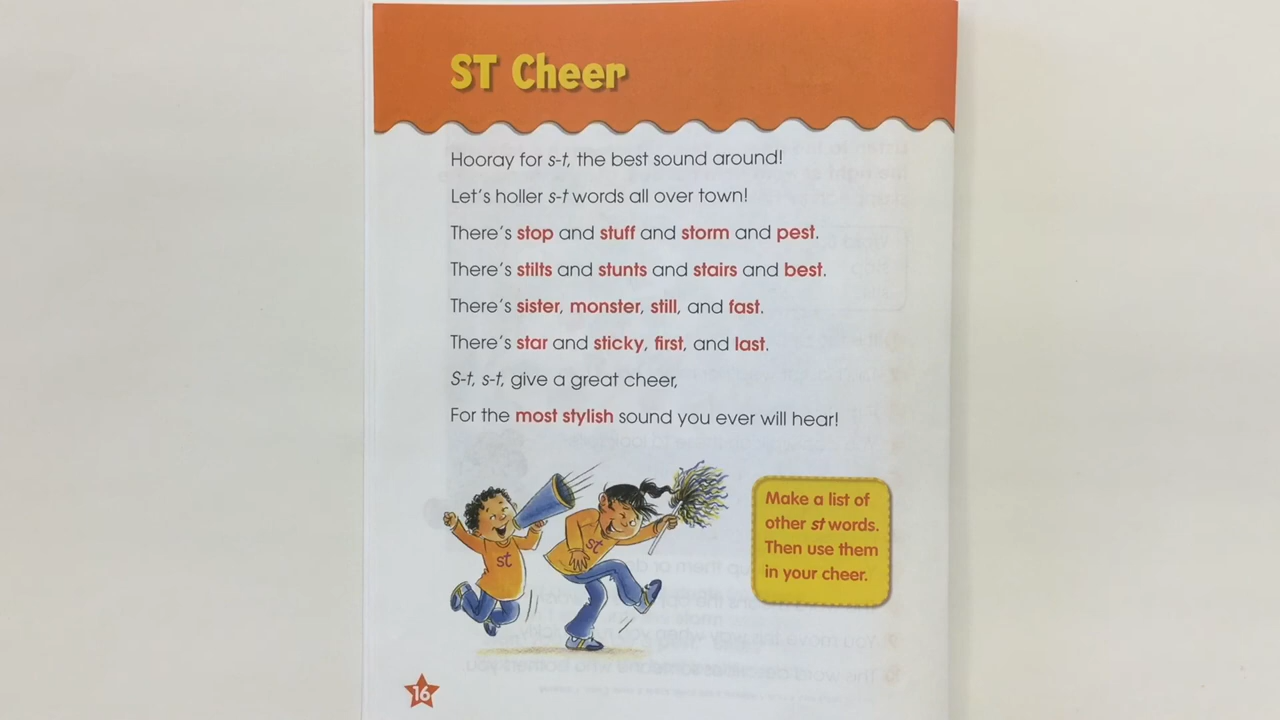 ST Cheer
Hooray for s-t, the best sound around!
Let's holler s-t words all over town!
There's stop and stuff and storm and pest.
There's stilts and stunts and stairs and best.
There's sister, monster, still, and fast.
There's star and sticky, first, and last.
S-t, s-t, give a great cheer,
For the most stylish sound you ever will hear!
st
st
Make a list of
other st words.
Then use them
in your cheer.
16